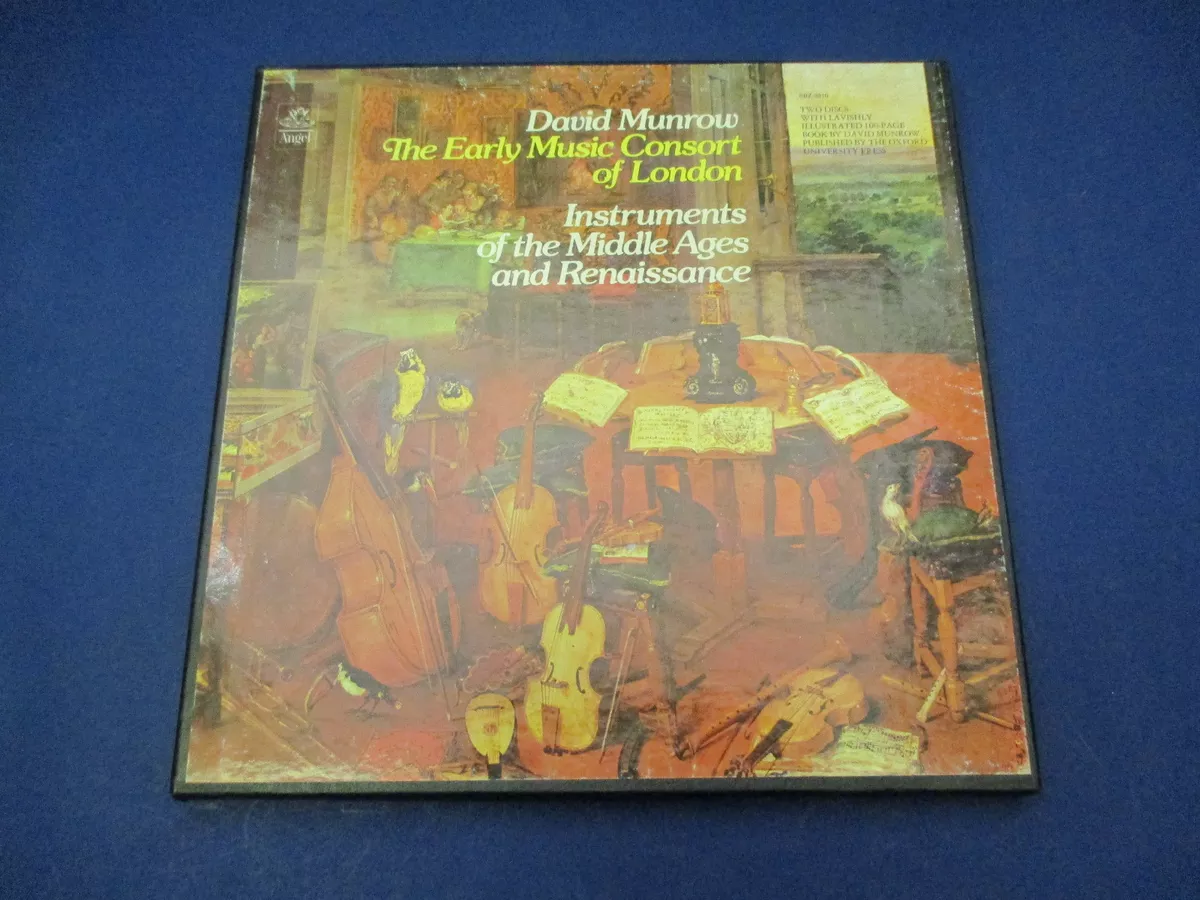 Angel
David Munrow
The Early Music Consort
of London
Instruments
of the Middle Ages
and Renaissance
TWO DISCS
WITH LAVISHLY
ILLUSTRATED PAGE
BOOK BY DAVID MUNROW
PUBLISHED BY THE OXFORD
UNIVERSITY PRESS